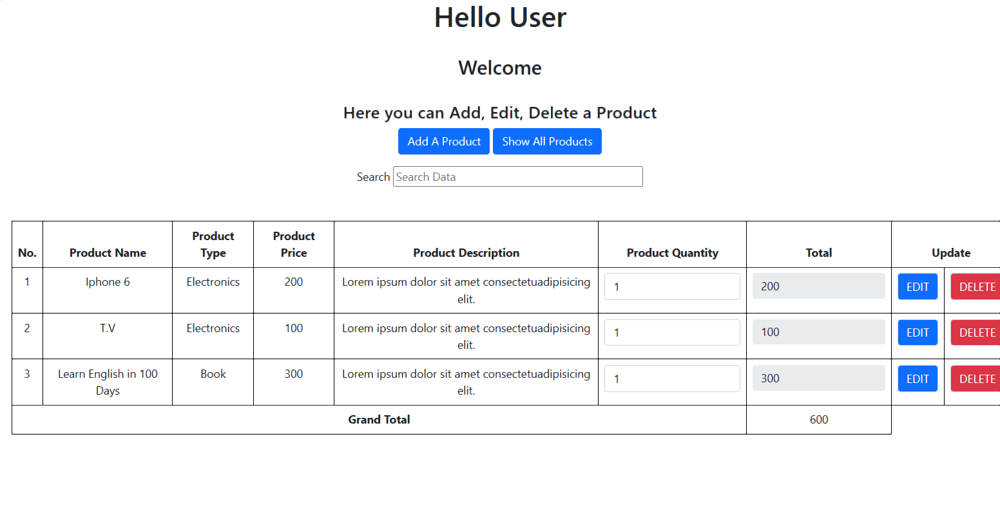 Hello User
Welcome
Here you can Add, Edit, Delete a Product
Add A Product Show All Products
Search Search Data
No. Product Name Product Type Product Price Product Description Product Quantity Total Update
1 Iphone 6 Electronics 200 Lorem ipsum dolor sit amet consectetuadipisicing elit. 1 200 EDIT DELETE
2 T.V Electronics 100 Lorem ipsum dolor sit amet consectetuadipisicing elit. 1 100 EDIT DELETE
3 Learn English in 100 Days Book 300 Lorem ipsum dolor sit amet consectetuadipisicing elit. 1 300 EDIT DELETE
Grand Total 600